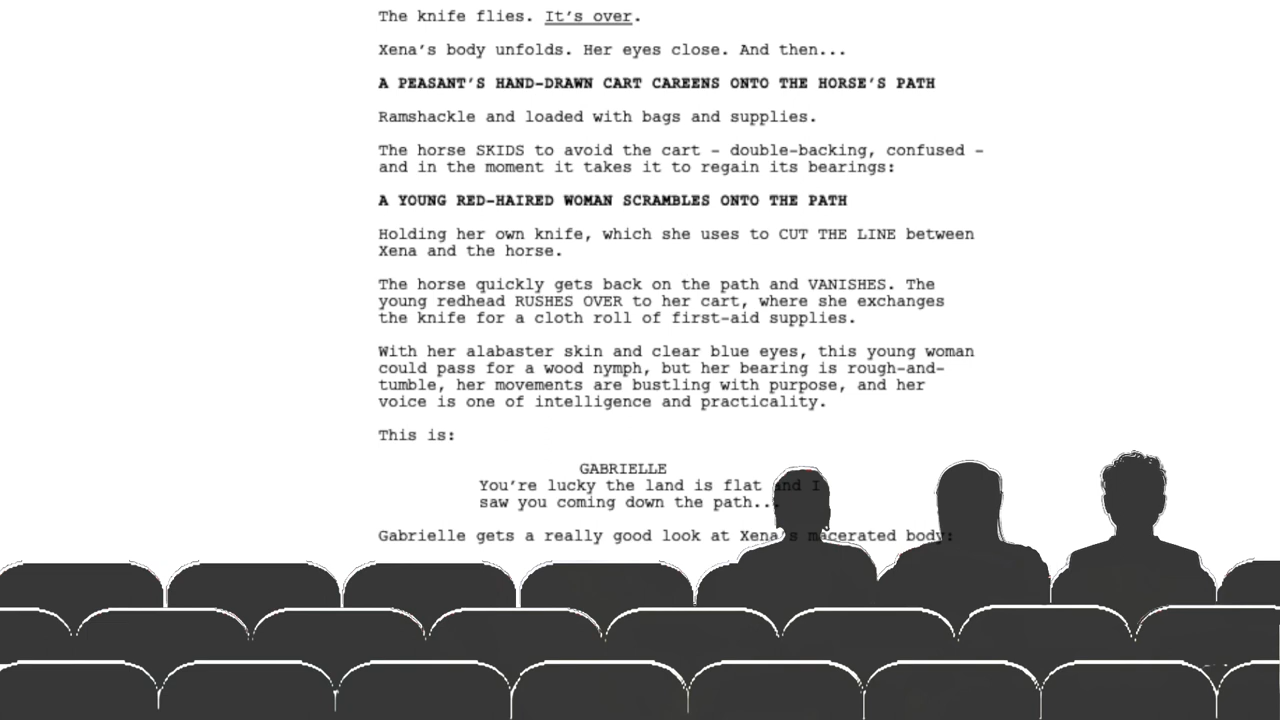 The knife flies. It's over.
Xena's body unfolds. Her eyes close. And then...
A PEASANT'S HAND-DRAWN CART CAREENS ONTO THE HORSE'S PATH
Ramshackle and loaded with bags and supplies.
The horse SKIDS to avoid the cart - double-backing, confused -
and in the moment it takes it to regain its bearings:
A YOUNG RED-HAIRED WOMAN SCRAMBLES ONTO THE PATH
Holding her own knife, which she uses to CUT THE LINE between
Xena and the horse.
The horse quickly gets back on the path and VANISHES. The
young redhead RUSHES OVER to her cart, where she exchanges
the knife for a cloth roll of first-aid supplies.
With her alabaster skin and clear blue eyes, this young woman
could pass for a wood nymph, but her bearing is rough-and-
tumble, her movements are bustling with purpose, and her
voice is one of intelligence and practicality.
This is:
GABRIELLE
You're lucky the land is flat and I
saw you coming down the path...
Gabrielle gets a really good look at Xena's macerated body: